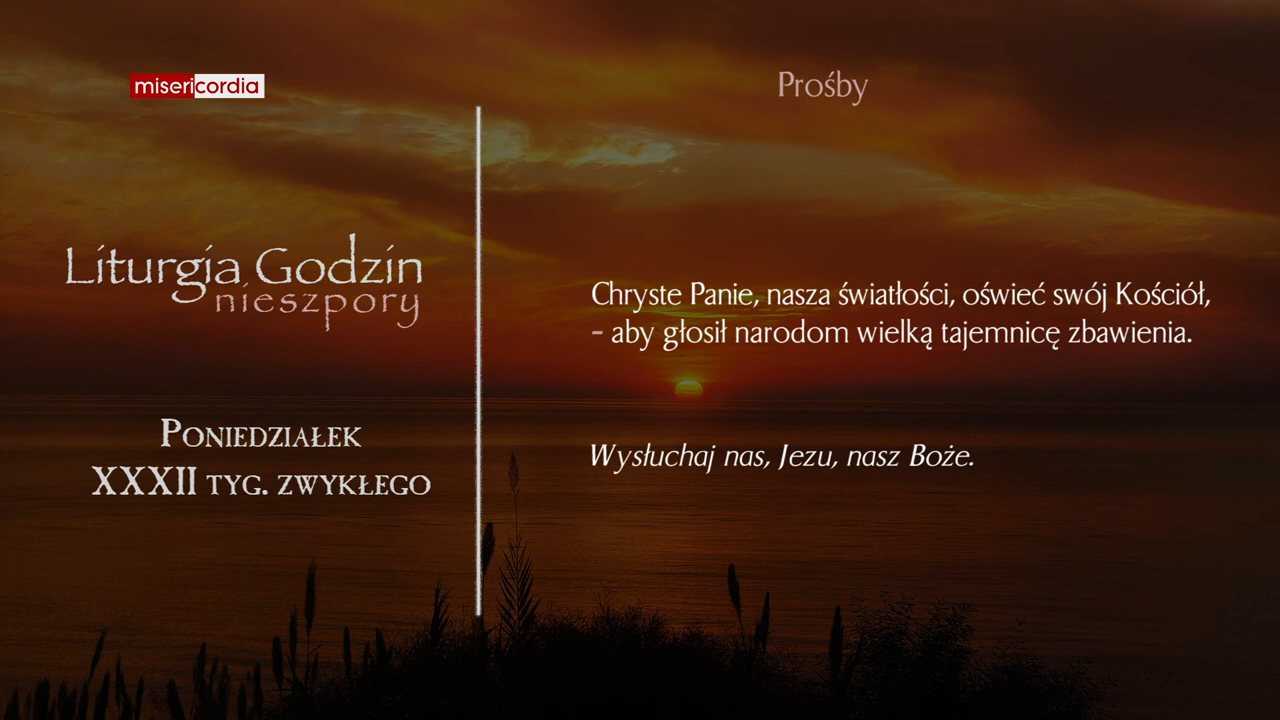 misericordia
Prośby
Liturgia Godzin
nieszpory
Chryste Panie, nasza światłości, oświeć swój Kościół,
- aby głosił narodom wielką tajemnicę zbawienia.
Poniedziałek
XXXII tyg. zwykłego
Wysłuchaj nas, Jezu, nasz Boże.